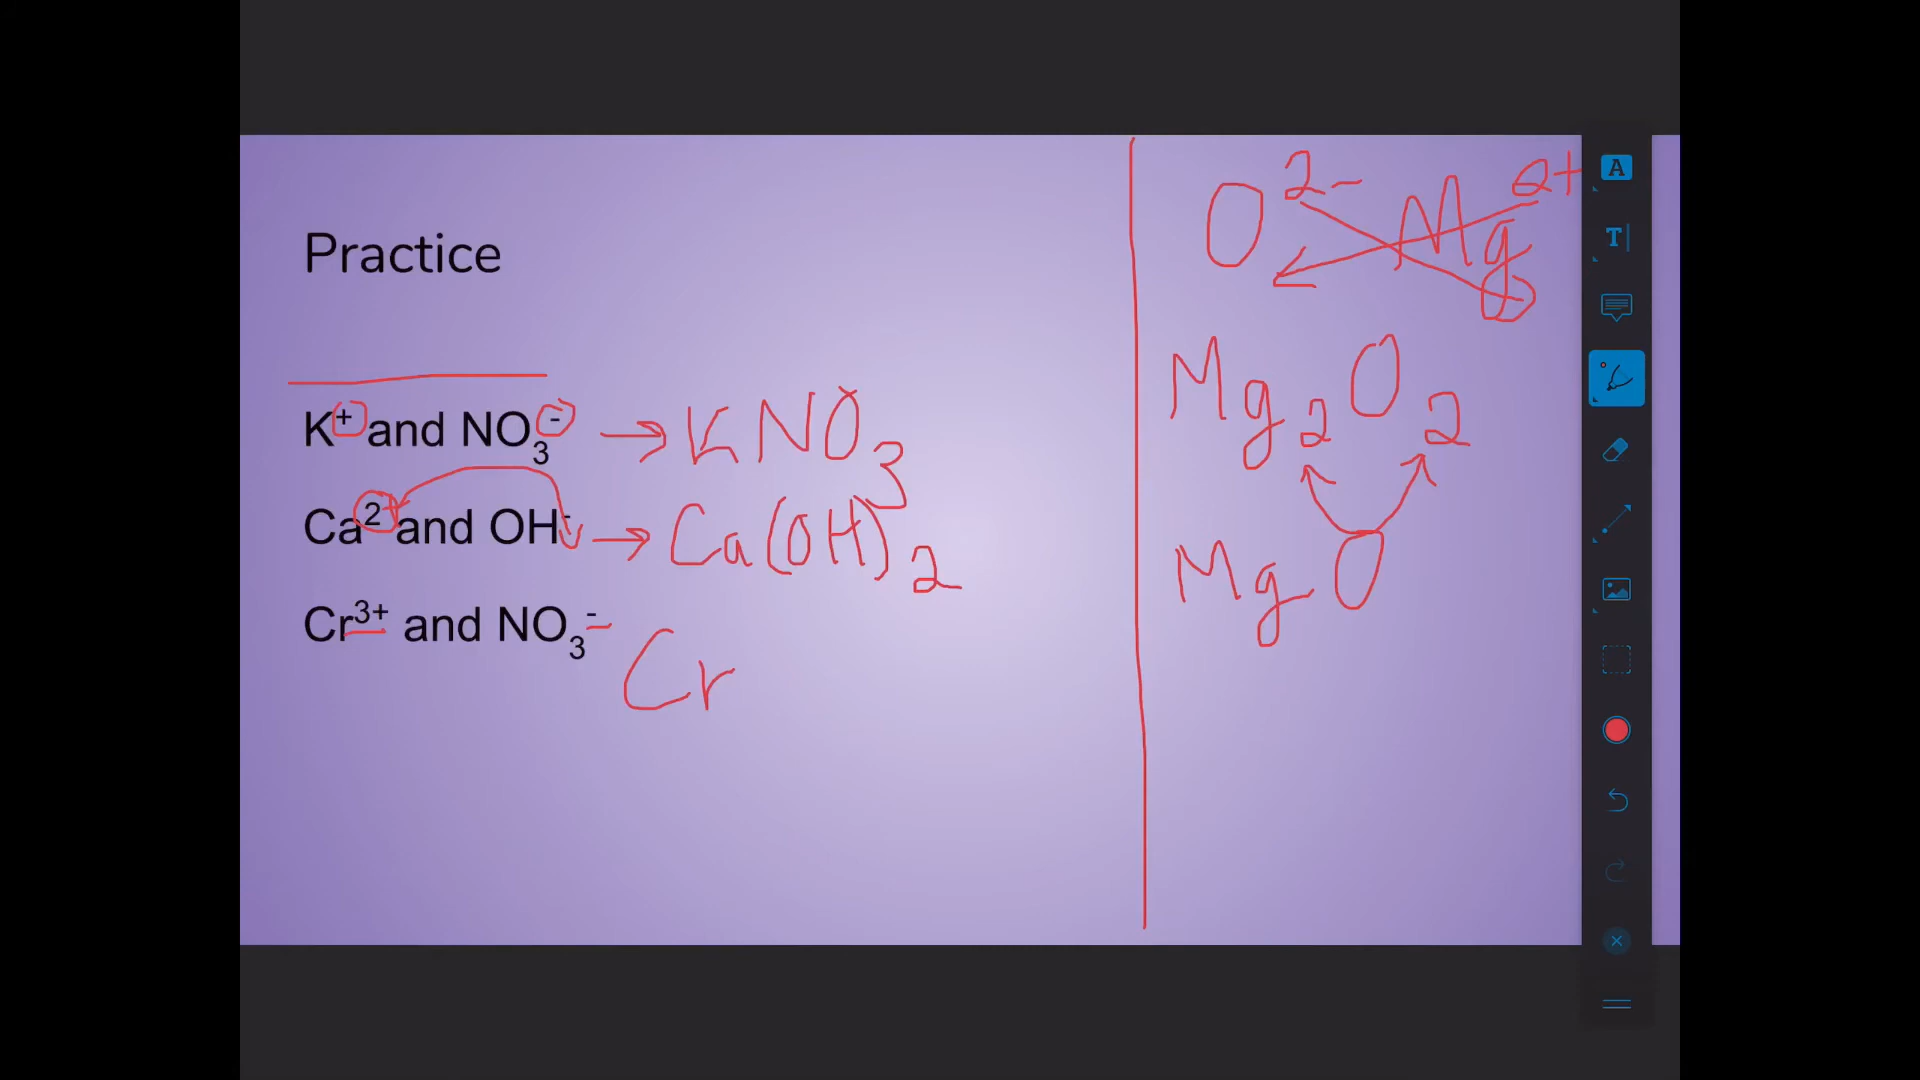 Practice
K⁺ and NO₃⁻ → KNO₃
Ca²⁺ and OH⁻ → Ca(OH)₂
Cr³⁺ and NO₃⁻ Cr
O²⁻ Mg²⁺
Mg₂O₂
MgO
A
T